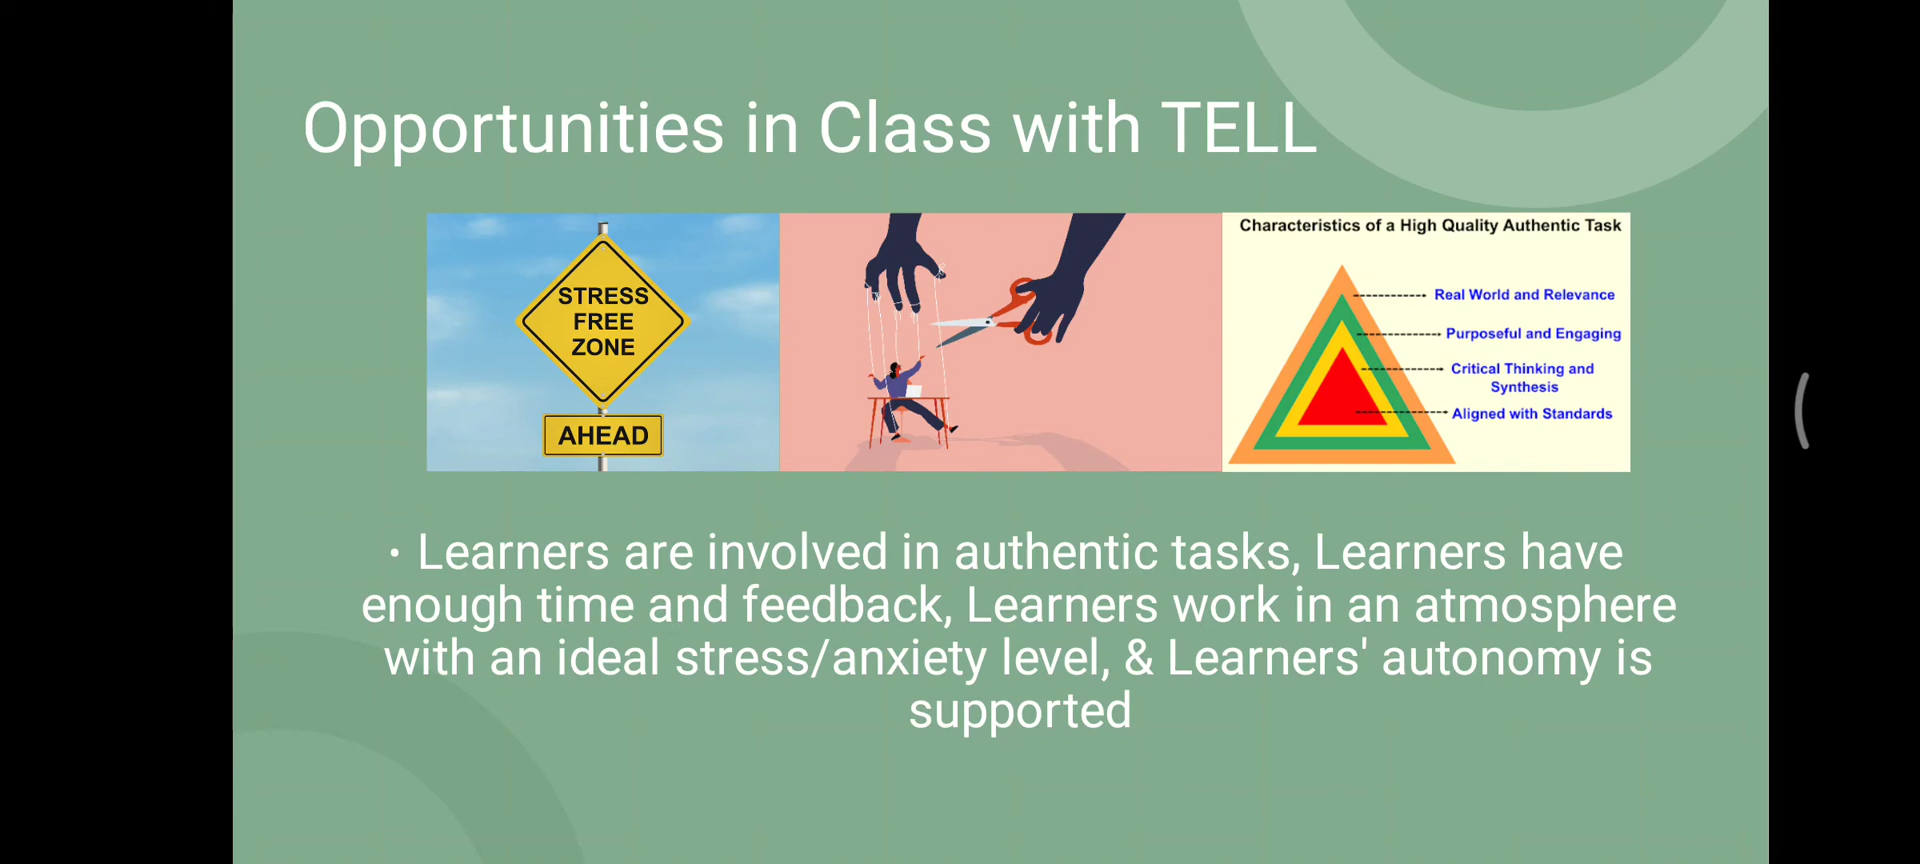 Opportunities in Class with TELL
STRESS
FREE
ZONE
AHEAD
Characteristics of a High Quality Authentic Task
Real World and Relevance
Purposeful and Engaging
Critical Thinking and
Synthesis
Aligned with Standards
• Learners are involved in authentic tasks, Learners have
enough time and feedback, Learners work in an atmosphere
with an ideal stress/anxiety level, & Learners' autonomy is
supported